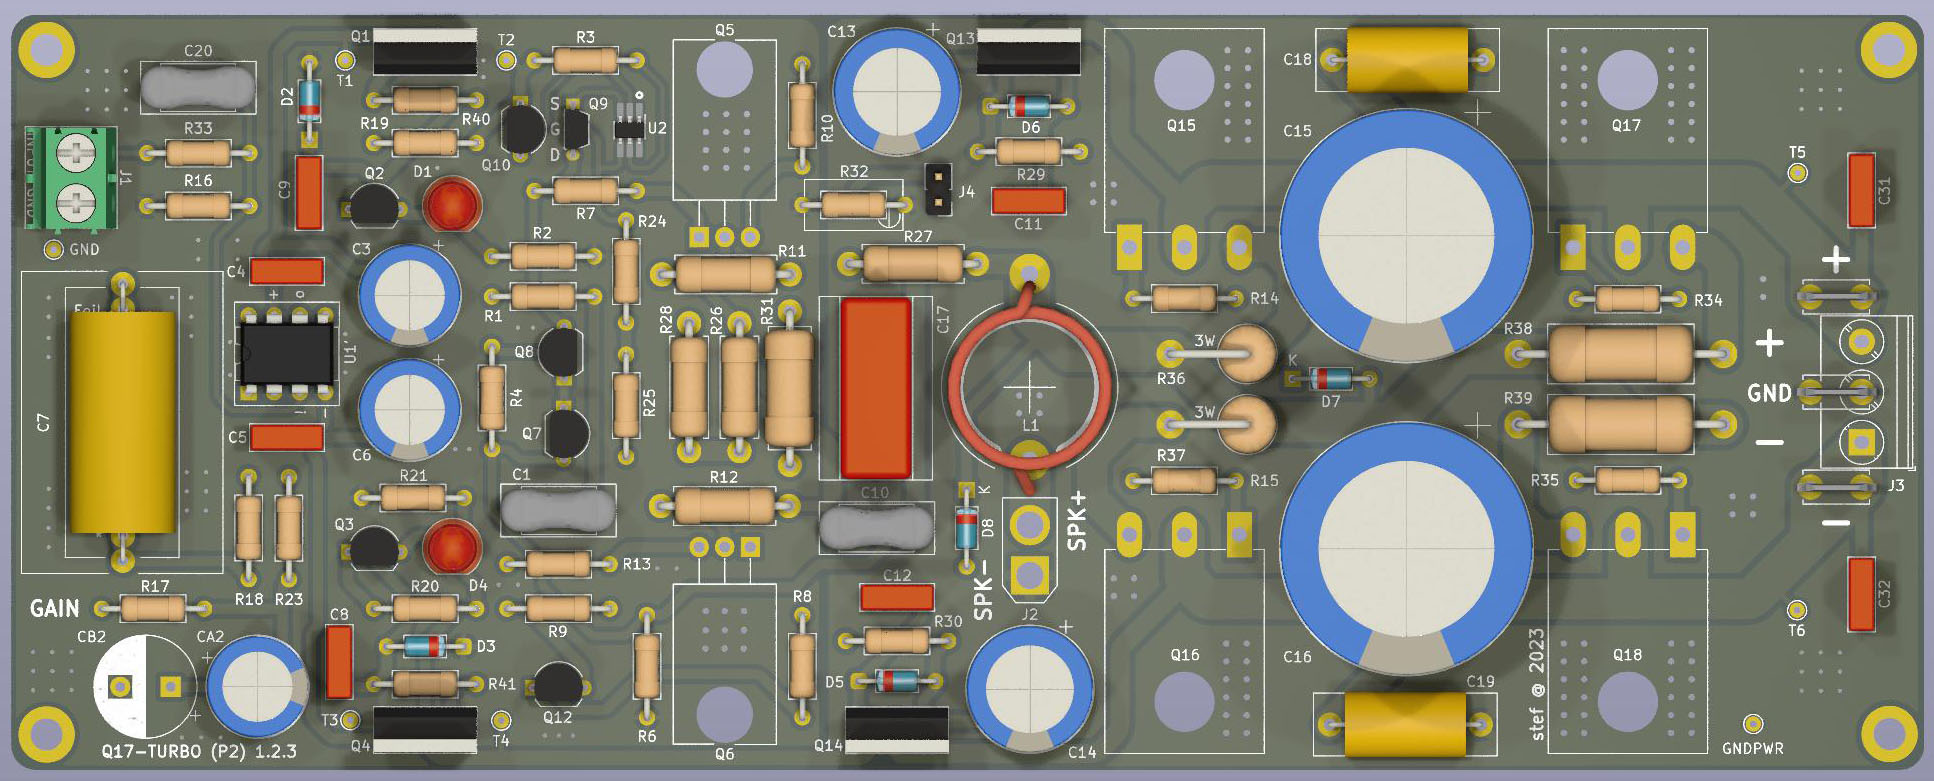 C20
Q1
T2
R3
Q5
C13
Q13
C18
T1
D2
R19
R40
S
Q9
G
D
U2
Q10
R10
D6
Q15
C15
Q17
R33
J1
R16
C9
Q2
D1
R7
R32
J4
R29
C11
T5
C31
GND
C4
C3
R2
R24
R11
R27
+
+ o
R1
U1
R14
R34
C7
Q8
R4
R28
R26
R31
C17
3W
R36
K
D7
R38
+
GND
L1
R25
Q7
3W
R39
–
C5
C6
R21
C1
R12
C10
K
D8
SPK+
R37
R15
R35
J3
–
Q3
R13
R18
R23
R17
GAIN
R20
D4
R9
C12
SPK-
J2
C32
T6
CB2
CA2
C8
D3
R8
R30
R41
D5
Q16
C16
Q18
C19
Q12
R6
T3
Q4
T4
Q6
Q14
C14
stef @ 2023
GNDPWR
Q17-TURBO (P2) 1.2.3